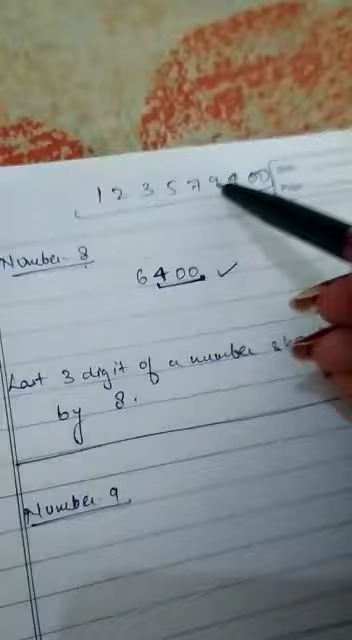 1 2 3 5 7 9 4 00
Number 8
6400. ✓
Last 3 digit of a number
by 8.
Number 9